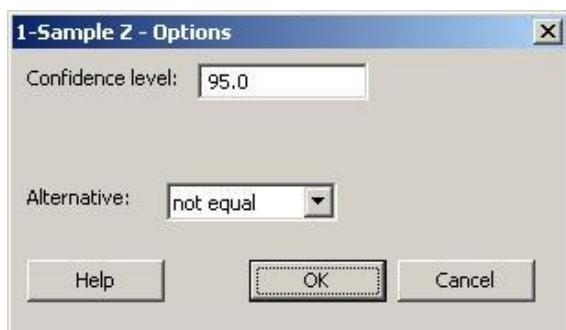 1-Sample Z - Options
Confidence level: 95.0
Alternative: not equal
Help OK Cancel